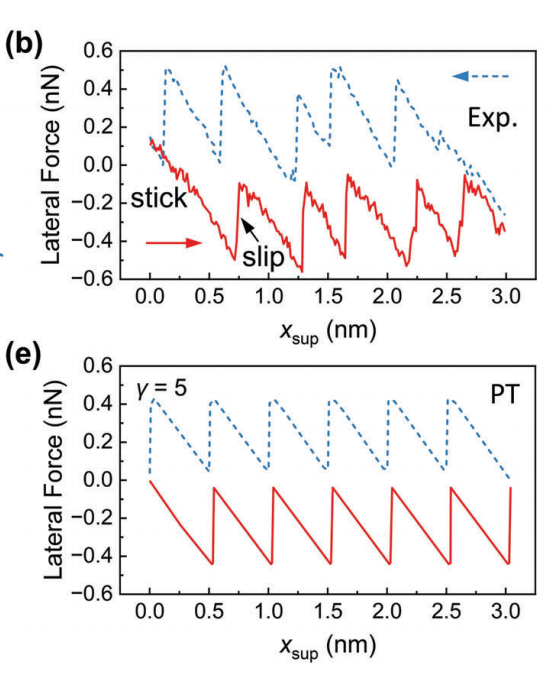 (b)
Lateral Force (nN)
0.6
0.4
0.2
0.0
−0.2
−0.4
−0.6
Exp.
stick
slip
0.0 0.5 1.0 1.5 2.0 2.5 3.0
xsup (nm)
(e)
Lateral Force (nN)
0.6
0.4
0.2
0.0
−0.2
−0.4
−0.6
γ = 5 PT
0.0 0.5 1.0 1.5 2.0 2.5 3.0
xsup (nm)